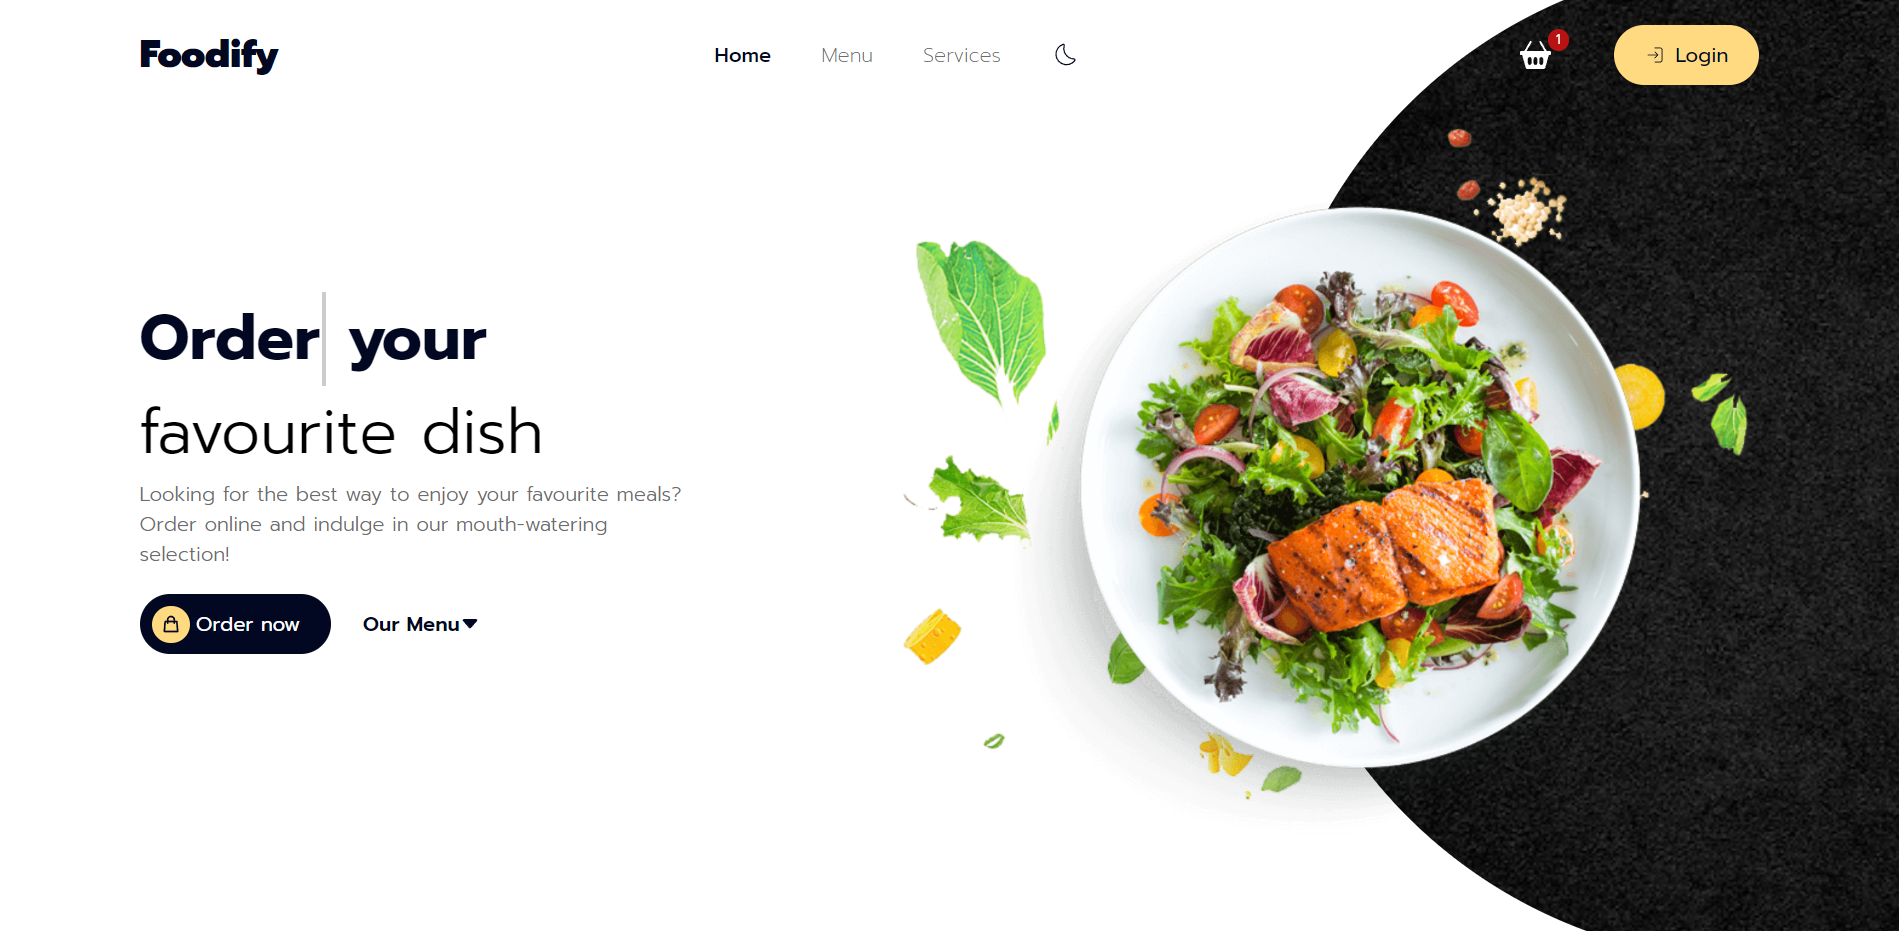 Foodify
Home Menu Services
1
Login
Order your
favourite dish
Looking for the best way to enjoy your favourite meals?
Order online and indulge in our mouth-watering
selection!
Order now
Our Menu